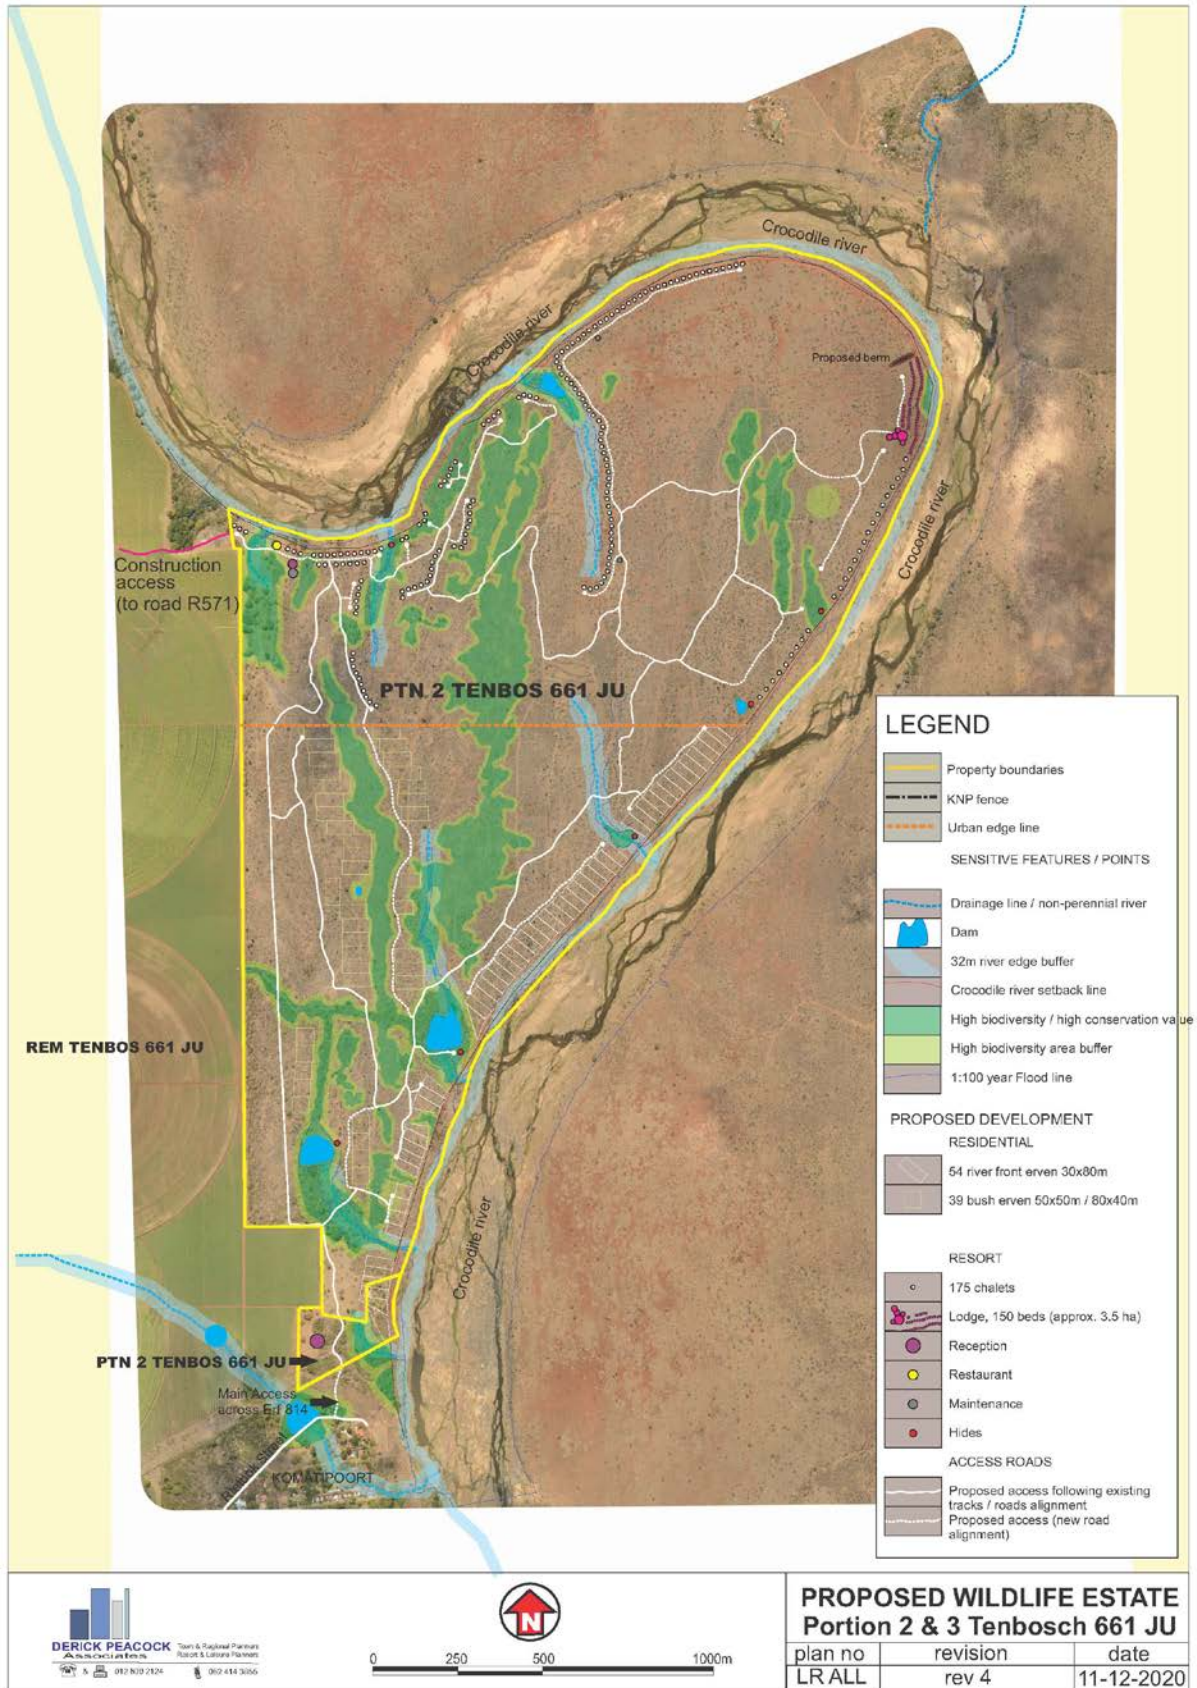 Crocodile river
Crocodile river
Proposed berm
Crocodile river
Construction
access
(to road R571)
PTN 2 TENBOS 661 JU
REM TENBOS 661 JU
Crocodile river
PTN 2 TENBOS 661 JU
Main Access
across Erf 814
Street
KOMATIPOORT
LEGEND
Property boundaries
KNP fence
Urban edge line
SENSITIVE FEATURES / POINTS
Drainage line / non-perennial river
Dam
32m river edge buffer
Crocodile river setback line
High biodiversity / high conservation value
High biodiversity area buffer
1:100 year Flood line
PROPOSED DEVELOPMENT
RESIDENTIAL
54 river front erven 30x80m
39 bush erven 50x50m / 80x40m
RESORT
175 chalets
Lodge, 150 beds (approx. 3.5 ha)
Reception
Restaurant
Maintenance
Hides
ACCESS ROADS
Proposed access following existing
tracks / roads alignment
Proposed access (new road
alignment)
DERICK PEACOCK
Associates
Town & Regional Planners
Resort & Leisure Planners
&
N
0 250 500 1000m
PROPOSED WILDLIFE ESTATE
Portion 2 & 3 Tenbosch 661 JU
plan no revision date
LR ALL rev 4 11-12-2020